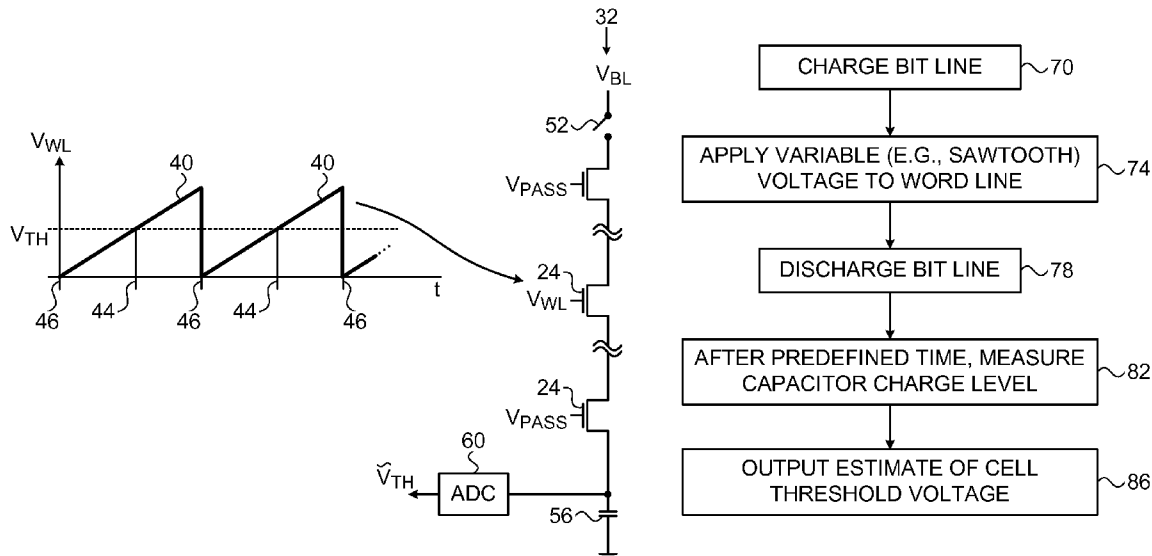 32
V_BL
52
V_WL
40
40
V_PASS
V_TH
24
V_WL
t
46
44
46
44
46
24
V_PASS
60
Ṽ_TH
ADC
56
CHARGE BIT LINE
70
APPLY VARIABLE (E.G., SAWTOOTH)
VOLTAGE TO WORD LINE
74
DISCHARGE BIT LINE
78
AFTER PREDEFINED TIME, MEASURE
CAPACITOR CHARGE LEVEL
82
OUTPUT ESTIMATE OF CELL
THRESHOLD VOLTAGE
86